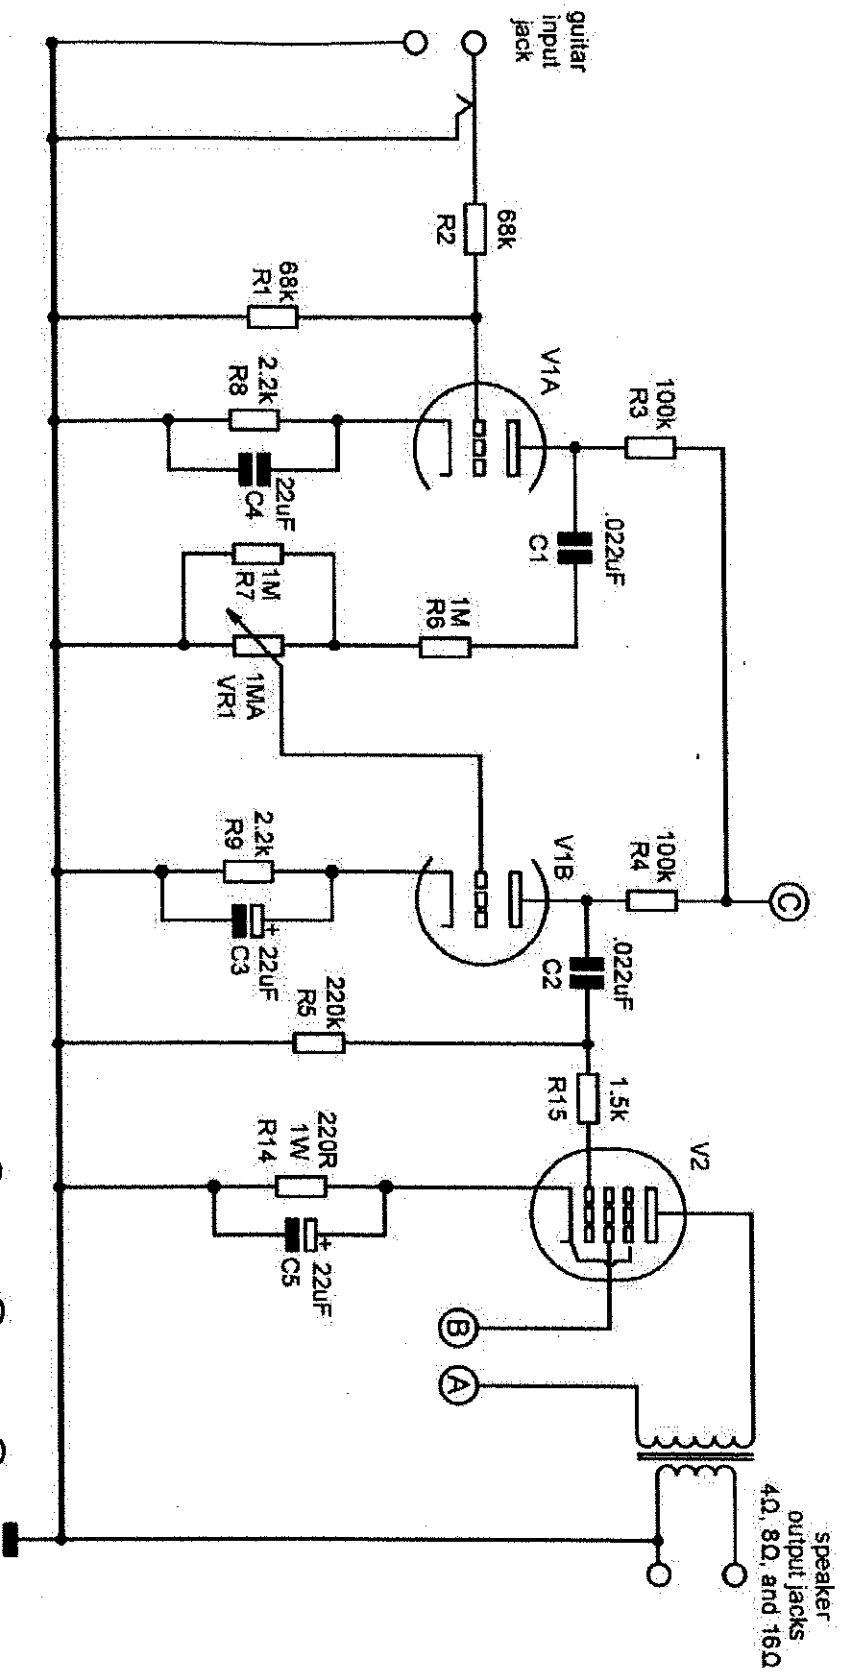 guitar
input
jack
68k
R2
68k
R1
V1A
100k
R3
2.2k
R8
22uF
C4
.022uF
C1
1M
R7
1M
R6
1MA
VR1
C
V1B
100k
R4
2.2k
R9
+
22uF
C3
.022uF
C2
220k
R5
1.5k
R15
V2
220R
1W
R14
+
22uF
C5
B
A
speaker
output jacks
4Ω, 8Ω, and 16Ω